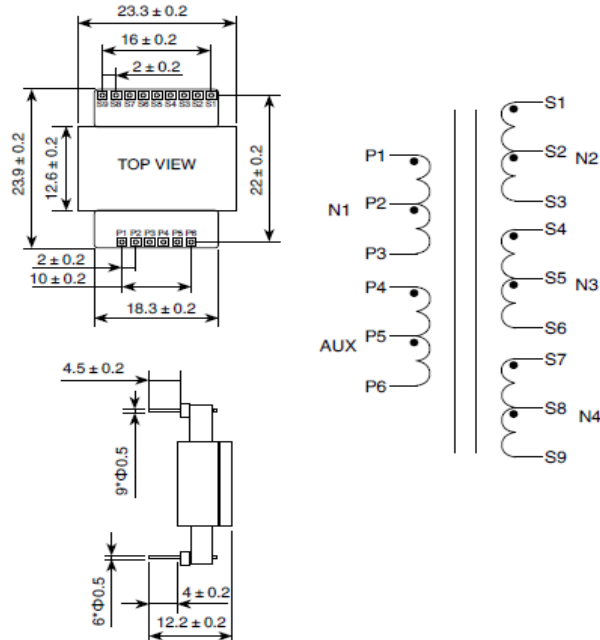 23.3 ± 0.2
16 ± 0.2
2 ± 0.2
S9 S8 S7 S6 S5 S4 S3 S2 S1
23.9 ± 0.2
12.6 ± 0.2
TOP VIEW
22 ± 0.2
P1 P2 P3 P4 P5 P6
2 ± 0.2
10 ± 0.2
18.3 ± 0.2
4.5 ± 0.2
9*Φ0.5
6*Φ0.5
4 ± 0.2
12.2 ± 0.2
P1
N1 P2
P3
P4
AUX P5
P6
S1
S2 N2
S3
S4
S5 N3
S6
S7
S8 N4
S9